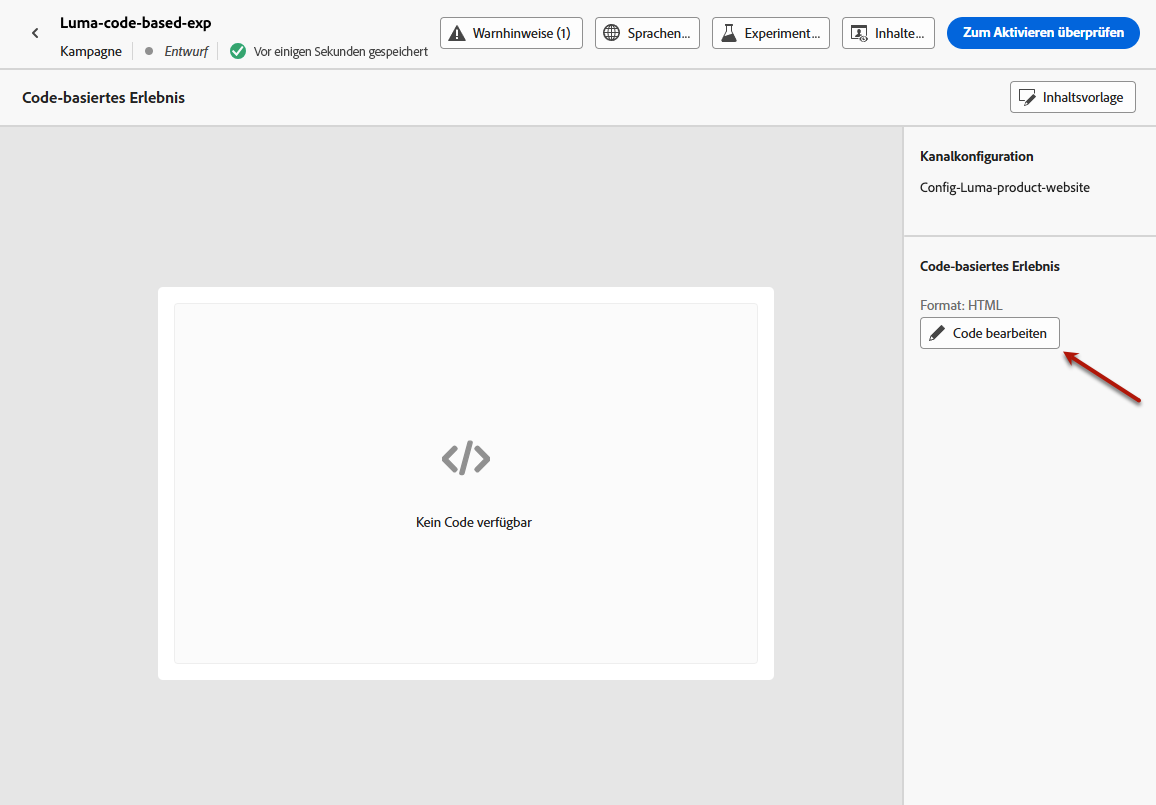 Luma-code-based-exp
Kampagne
Entwurf
Vor einigen Sekunden gespeichert
Warnhinweise (1)
Sprachen...
Experiment...
Inhalte...
Zum Aktivieren überprüfen
Code-basiertes Erlebnis
Inhaltsvorlage
Kanalkonfiguration
Config-Luma-product-website
Code-basiertes Erlebnis
Format: HTML
Code bearbeiten
</> 
Kein Code verfügbar